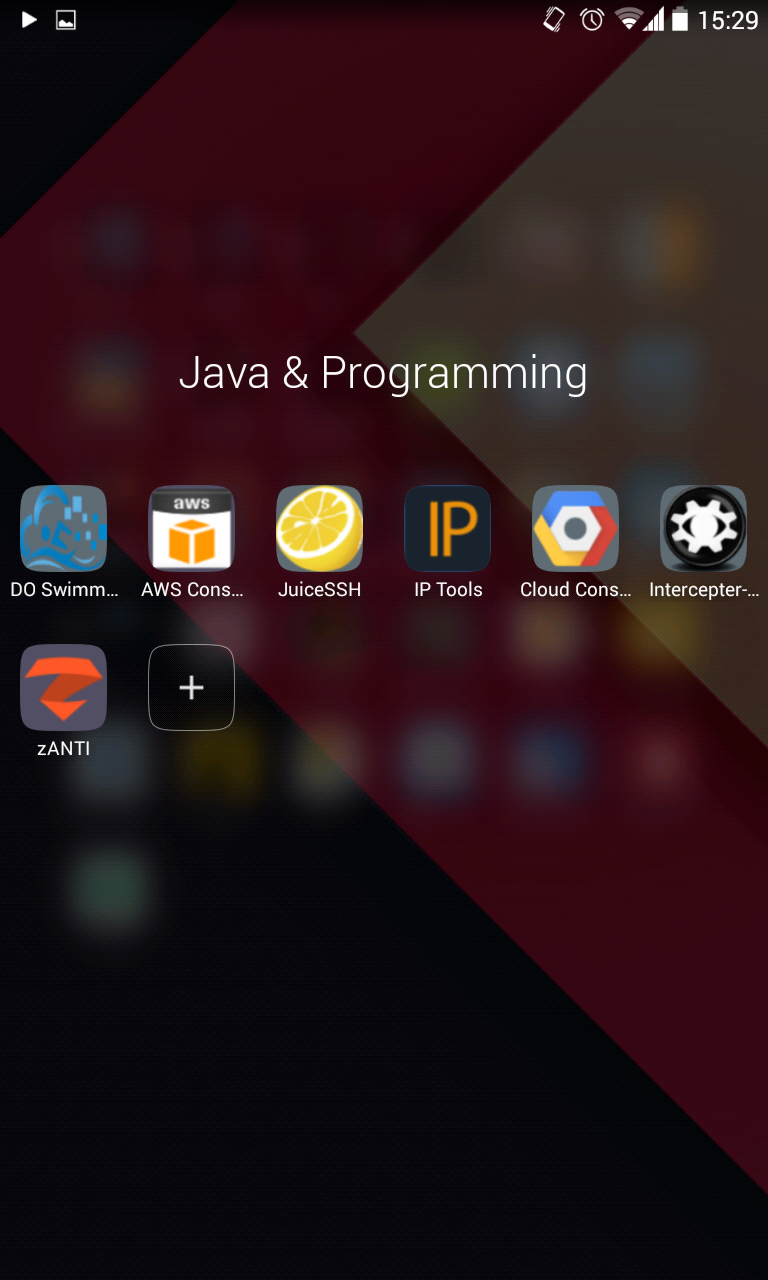 15:29
Java & Programming
aws
IP
DO Swimm...
AWS Cons...
JuiceSSH
IP Tools
Cloud Cons...
Intercepter-...
zANTI